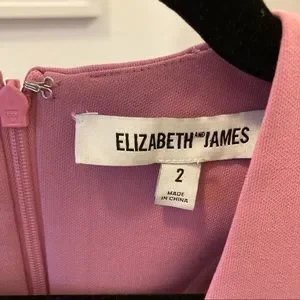 ELIZABETH AND JAMES
2
MADE
IN CHINA